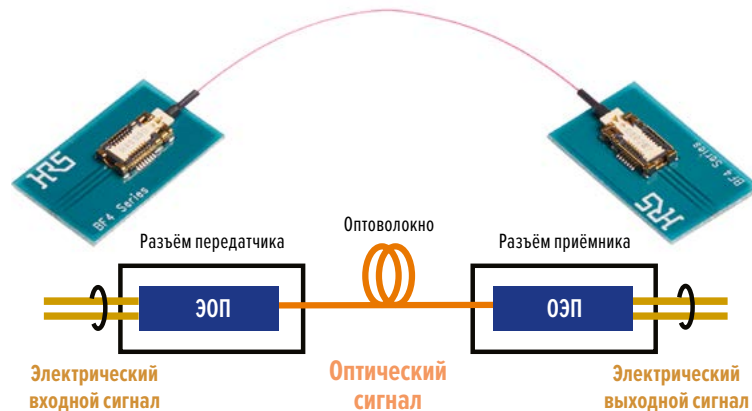 HRS
BF4 Series
HRS
BF4 Series
Разъём передатчика
Оптоволокно
Разъём приёмника
ЭОП
ОЭП
Электрический
входной сигнал
Оптический
сигнал
Электрический
выходной сигнал